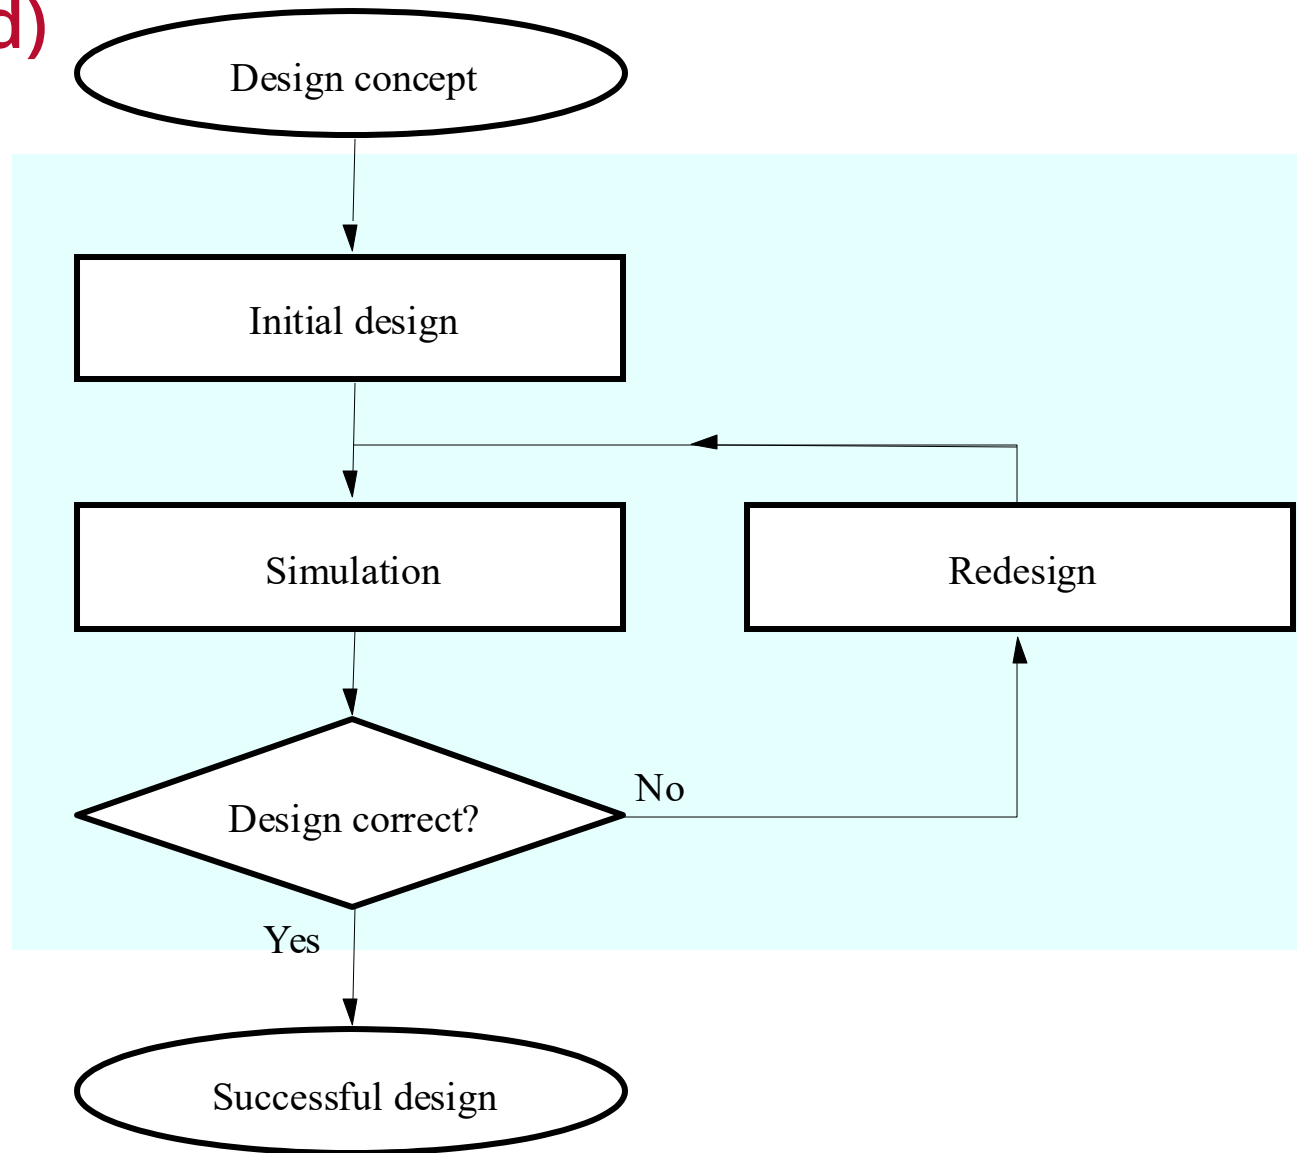 d)
Design concept
Initial design
Simulation
Redesign
No
Design correct?
Yes
Successful design